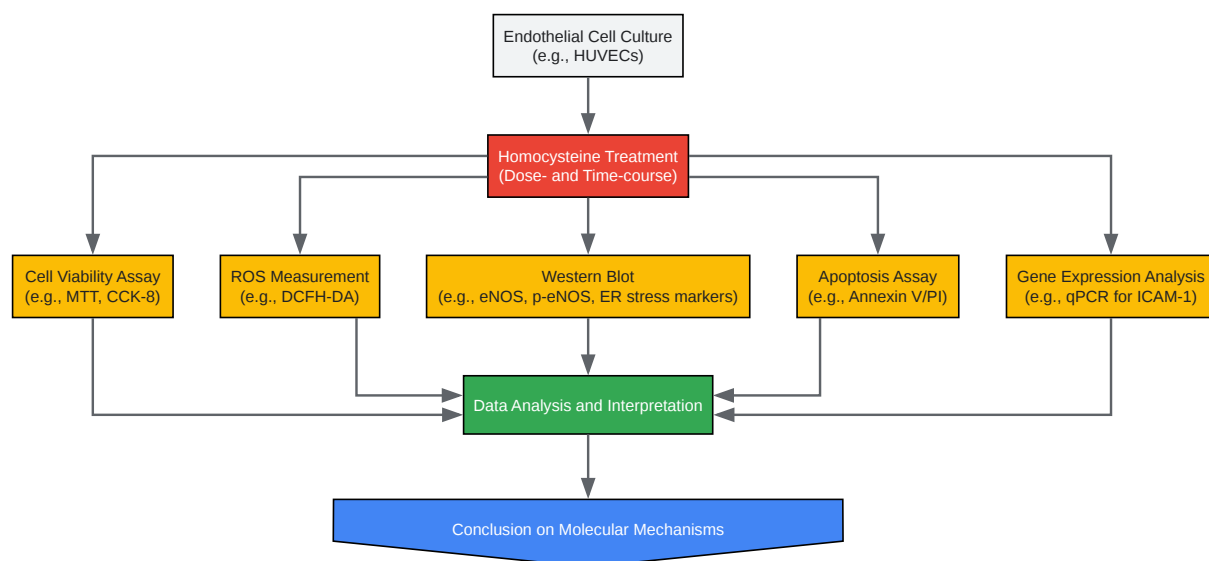 Endothelial Cell Culture
(e.g., HUVECs)
Homocysteine Treatment
(Dose- and Time-course)
Cell Viability Assay
(e.g., MTT, CCK-8)
ROS Measurement
(e.g., DCFH-DA)
Western Blot
(e.g., eNOS, p-eNOS, ER stress markers)
Apoptosis Assay
(e.g., Annexin V/PI)
Gene Expression Analysis
(e.g., qPCR for ICAM-1)
Data Analysis and Interpretation
Conclusion on Molecular Mechanisms